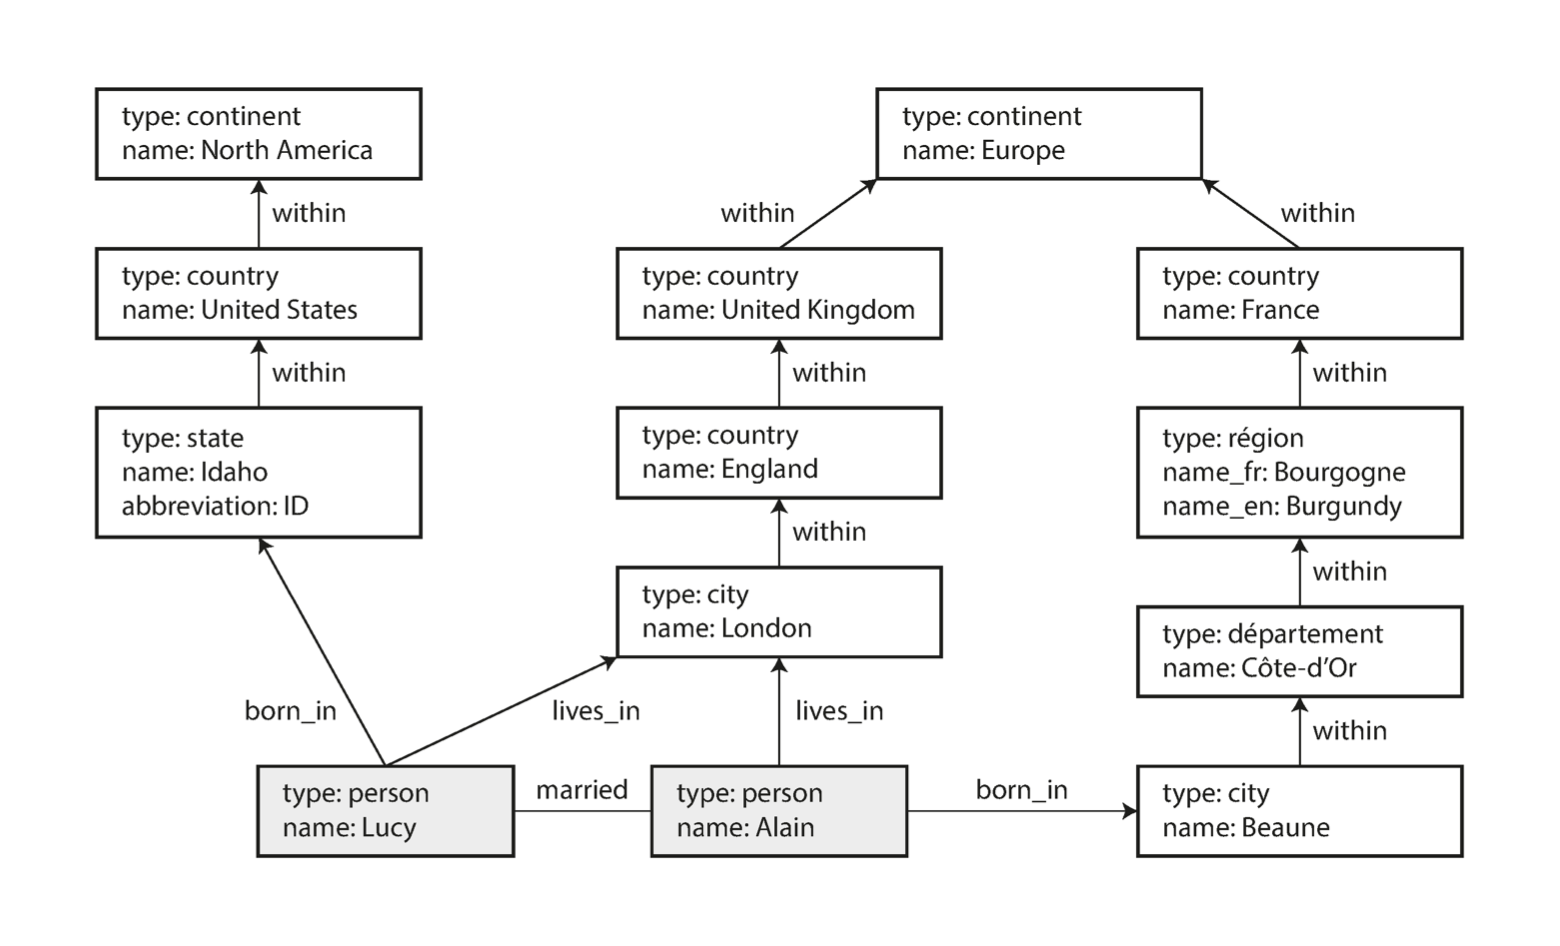 type: continent
name: North America
type: continent
name: Europe
within
within
within
type: country
name: United States
type: country
name: United Kingdom
type: country
name: France
within
within
within
type: state
name: Idaho
abbreviation: ID
type: country
name: England
type: région
name_fr: Bourgogne
name_en: Burgundy
within
within
type: city
name: London
type: département
name: Côte-d’Or
born_in
lives_in
lives_in
within
type: person
name: Lucy
married
type: person
name: Alain
born_in
type: city
name: Beaune